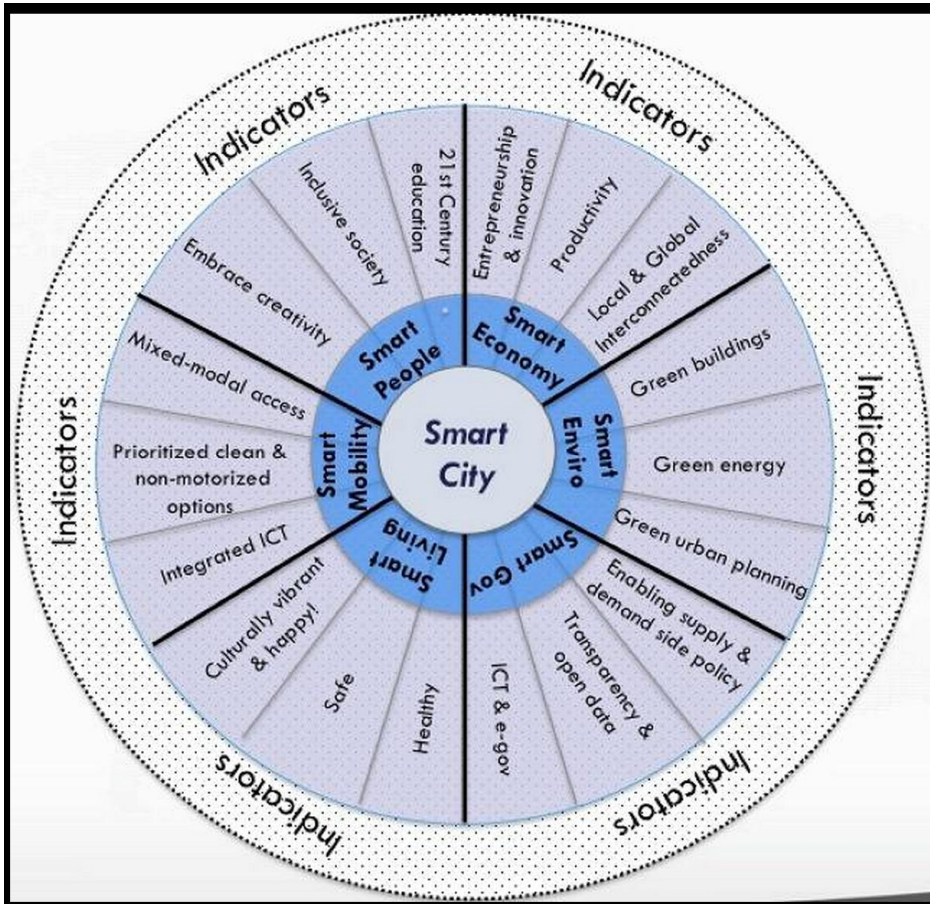 Smart
City
Smart
Economy
Entrepreneurship
& innovation
Productivity
Local & Global
Interconnectedness
Indicators
Smart
Enviro
Green buildings
Green energy
Green urban planning
Indicators
Smart Gov
Enabling supply &
demand side policy
Transparency &
open data
ICT & e-gov
Indicators
Smart
Living
Healthy
Safe
Culturally vibrant
& happy!
Indicators
Smart
Mobility
Integrated ICT
Prioritized clean &
non-motorized
options
Mixed-modal access
Indicators
Smart
People
Embrace creativity
Inclusive society
21st Century
education
Indicators